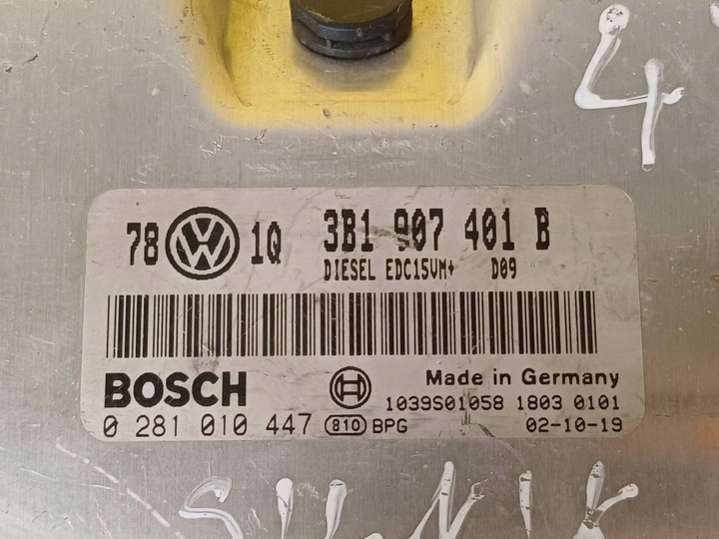 4
78 VW 1Q 3B1 907 401 B
DIESEL EDC15VM+ D09
BOSCH Made in Germany
1039S01058 1803 0101
0 281 010 447 810 BPG 02-10-19